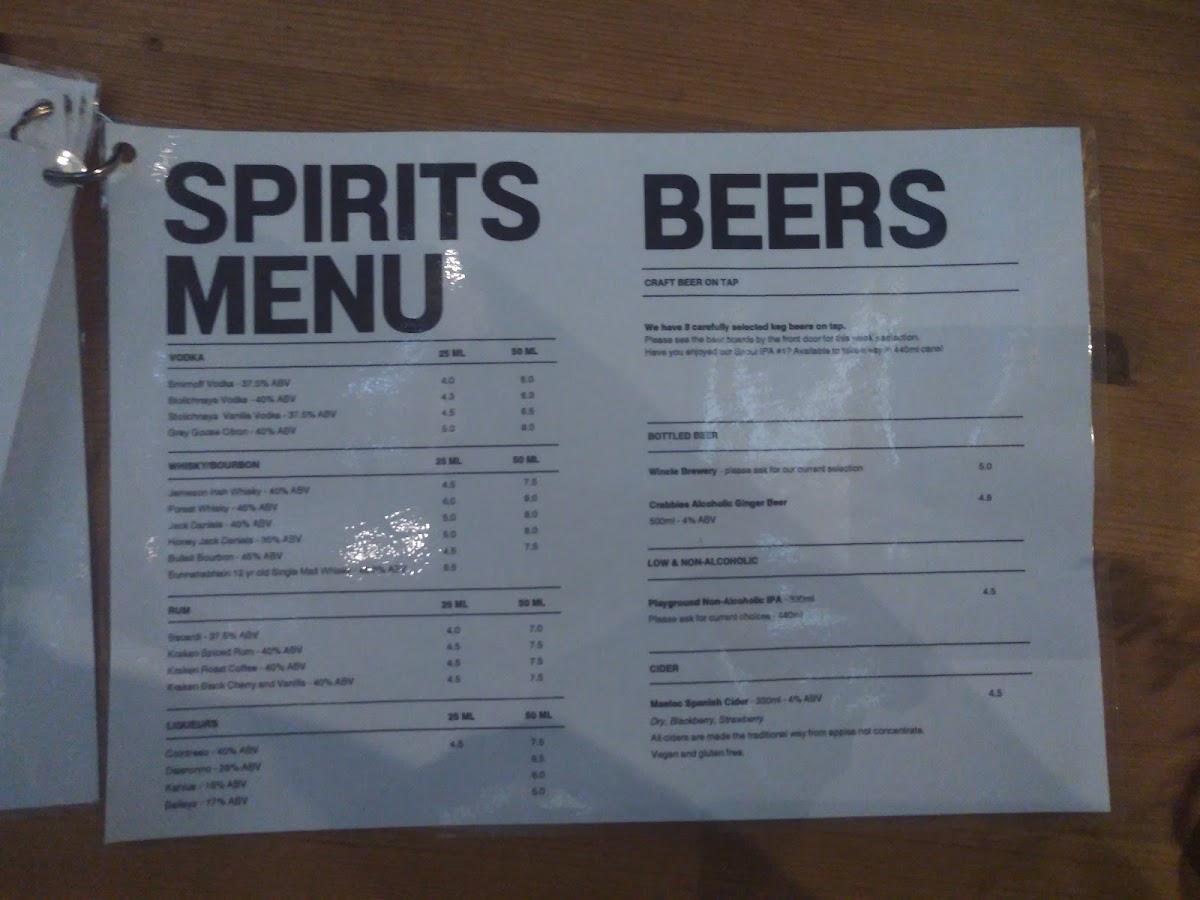 SPIRITS
MENU
VODKA 25 ML 50 ML
Smirnoff Vodka - 37.5% ABV 4.0 6.0
Stolichnaya Vodka - 40% ABV 4.3 6.3
Stolichnaya Vanilla Vodka - 37.5% ABV 4.5 6.5
Grey Goose Citron - 40% ABV 5.0 8.0
WHISKY/BOURBON 25 ML 50 ML
Jameson Irish Whisky - 40% ABV 4.5 7.5
Forest Whisky - 46% ABV 6.0 9.0
Jack Daniels - 40% ABV 5.0 8.0
Honey Jack Daniels - 35% ABV 5.0 8.0
Bulleit Bourbon - 45% ABV 4.5 7.5
Bunnahabhain 12 yr old Single Malt Whisky ABV 5.5
RUM 25 ML 50 ML
Bacardi - 37.5% ABV 4.0 7.0
Kraken Spiced Rum - 40% ABV 4.5 7.5
Kraken Roast Coffee - 40% ABV 4.5 7.5
Kraken Black Cherry and Vanilla - 40% ABV 4.5 7.5
LIQUEURS 25 ML 50 ML
Cointreau - 40% ABV 4.5 7.5
Disaronno - 28% ABV 6.5
Kahlua - 16% ABV 6.0
Baileys - 17% ABV 5.0
BEERS
CRAFT BEER ON TAP
We have 8 carefully selected keg beers on tap.
Please see the beer boards by the front door for this week's selection.
Have you enjoyed our Seoul IPA #1? Available to takeaway in 440ml cans!
BOTTLED BEER
Wincle Brewery - please ask for our current selection 5.0
Crabbies Alcoholic Ginger Beer 4.8
500ml - 4% ABV
LOW & NON-ALCOHOLIC
Playground Non-Alcoholic IPA - 330ml 4.5
Please ask for current choices - 440ml
CIDER
Maeloc Spanish Cider - 330ml - 4% ABV 4.5
Dry, Blackberry, Strawberry
All ciders are made the traditional way from apples not concentrate.
Vegan and gluten free.